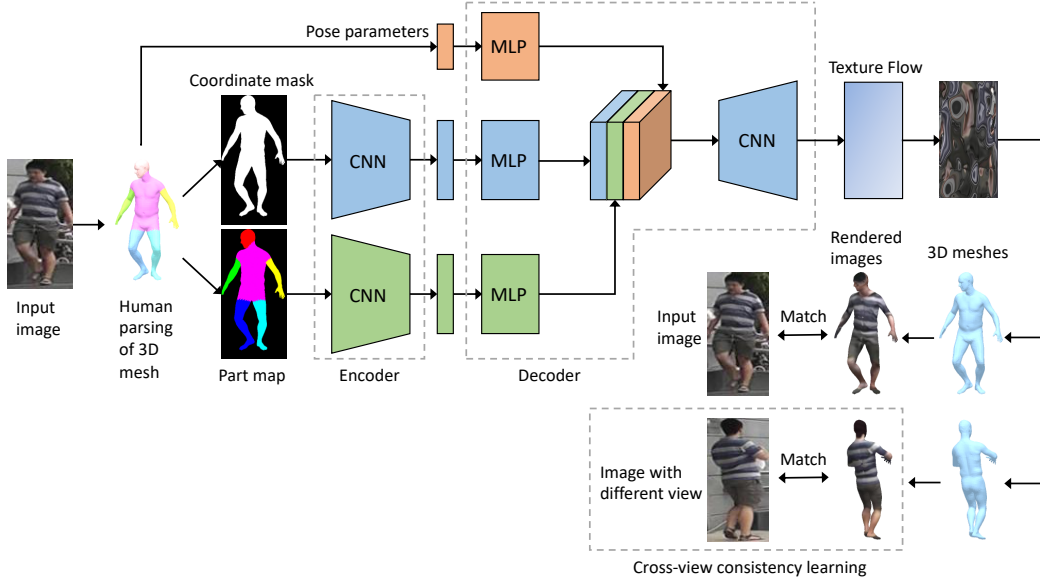 Pose parameters
MLP
Coordinate mask
Texture Flow
CNN
MLP
CNN
Input
image
Human
parsing
of 3D
mesh
CNN
MLP
Part map
Encoder
Decoder
Rendered
images
3D meshes
Input
image
Match
Image with
different view
Match
Cross-view consistency learning